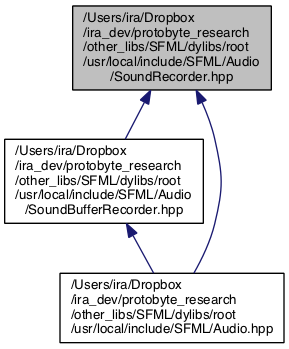 /Users/ira/Dropbox
/ira_dev/protobyte_research
/other_libs/SFML/dylibs/root
/usr/local/include/SFML/Audio
/SoundRecorder.hpp
/Users/ira/Dropbox
/ira_dev/protobyte_research
/other_libs/SFML/dylibs/root
/usr/local/include/SFML/Audio
/SoundBufferRecorder.hpp
/Users/ira/Dropbox
/ira_dev/protobyte_research
/other_libs/SFML/dylibs/root
/usr/local/include/SFML/Audio.hpp